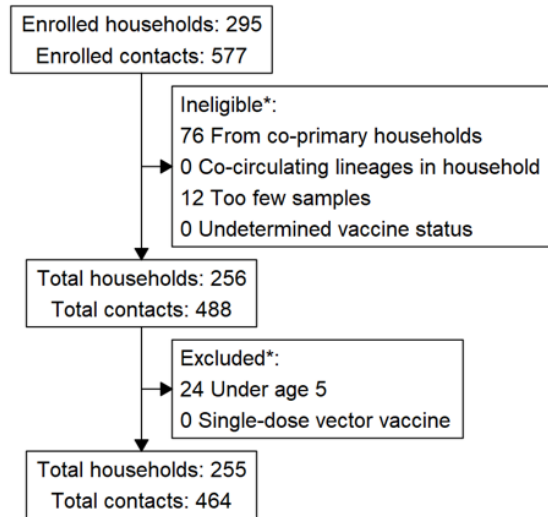 Enrolled households: 295
Enrolled contacts: 577
Ineligible*:
76 From co-primary households
0 Co-circulating lineages in household
12 Too few samples
0 Undetermined vaccine status
Total households: 256
Total contacts: 488
Excluded*:
24 Under age 5
0 Single-dose vector vaccine
Total households: 255
Total contacts: 464